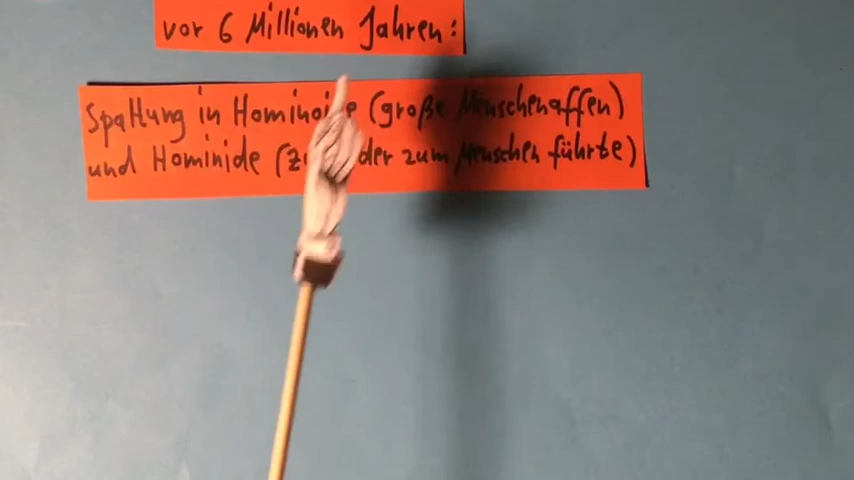 vor 6 Millionen Jahren:
Spaltung in (große Menschenaffen)
und Hominide der zum Menschen führte)